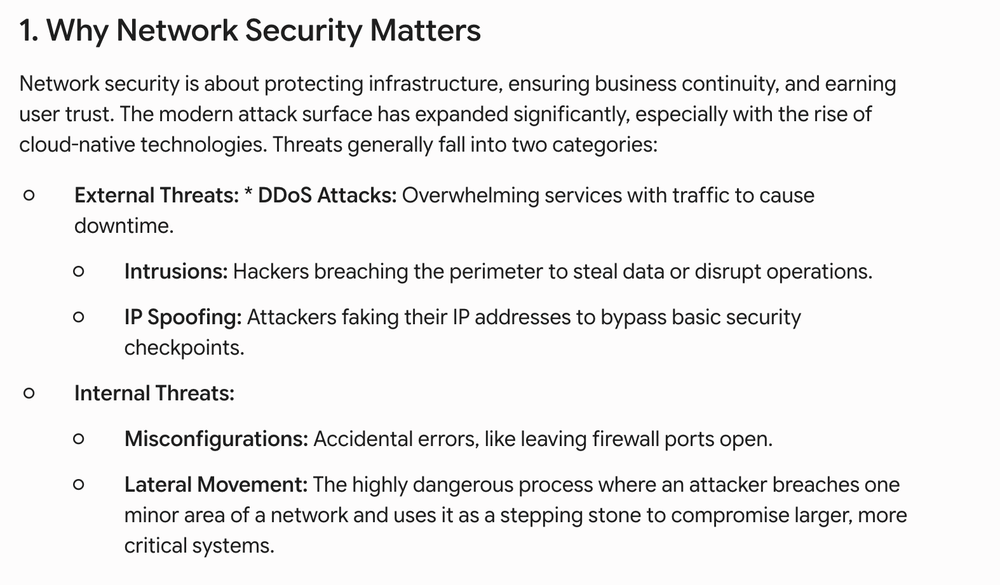 1. Why Network Security Matters
Network security is about protecting infrastructure, ensuring business continuity, and earning
user trust. The modern attack surface has expanded significantly, especially with the rise of
cloud-native technologies. Threats generally fall into two categories:
External Threats: * DDoS Attacks: Overwhelming services with traffic to cause
downtime.
Intrusions: Hackers breaching the perimeter to steal data or disrupt operations.
IP Spoofing: Attackers faking their IP addresses to bypass basic security
checkpoints.
Internal Threats:
Misconfigurations: Accidental errors, like leaving firewall ports open.
Lateral Movement: The highly dangerous process where an attacker breaches one
minor area of a network and uses it as a stepping stone to compromise larger, more
critical systems.